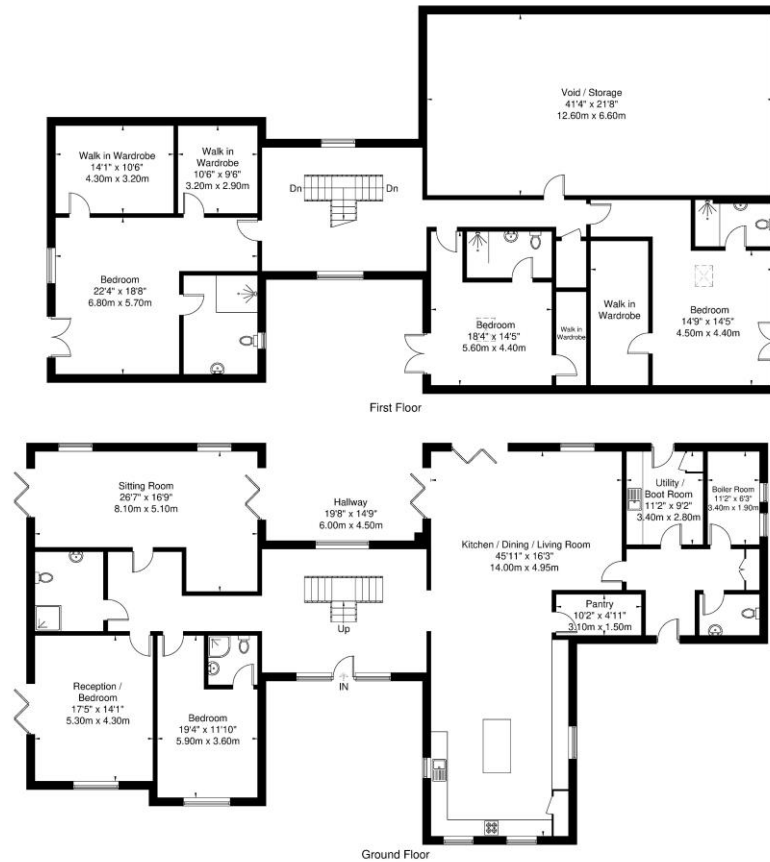 Void / Storage
41'4" x 21'8"
12.60m x 6.60m
Walk in Wardrobe
14'1" x 10'6"
4.30m x 3.20m
Walk in
Wardrobe
10'6" x 9'6"
3.20m x 2.90m
Dn
Dn
Bedroom
22'4" x 18'8"
6.80m x 5.70m
Bedroom
18'4" x 14'5"
5.60m x 4.40m
Walk in
Wardrobe
Walk in
Wardrobe
Bedroom
14'9" x 14'5"
4.50m x 4.40m
First Floor
Sitting Room
26'7" x 16'9"
8.10m x 5.10m
Hallway
19'8" x 14'9"
6.00m x 4.50m
Kitchen / Dining / Living Room
45'11" x 16'3"
14.00m x 4.95m
Utility /
Boot Room
11'2" x 9'2"
3.40m x 2.80m
Boiler Room
11'2" x 6'3"
3.40m x 1.90m
Pantry
10'2" x 4'11"
3.10m x 1.50m
Up
IN
Reception /
Bedroom
17'5" x 14'1"
5.30m x 4.30m
Bedroom
19'4" x 11'10"
5.90m x 3.60m
Ground Floor